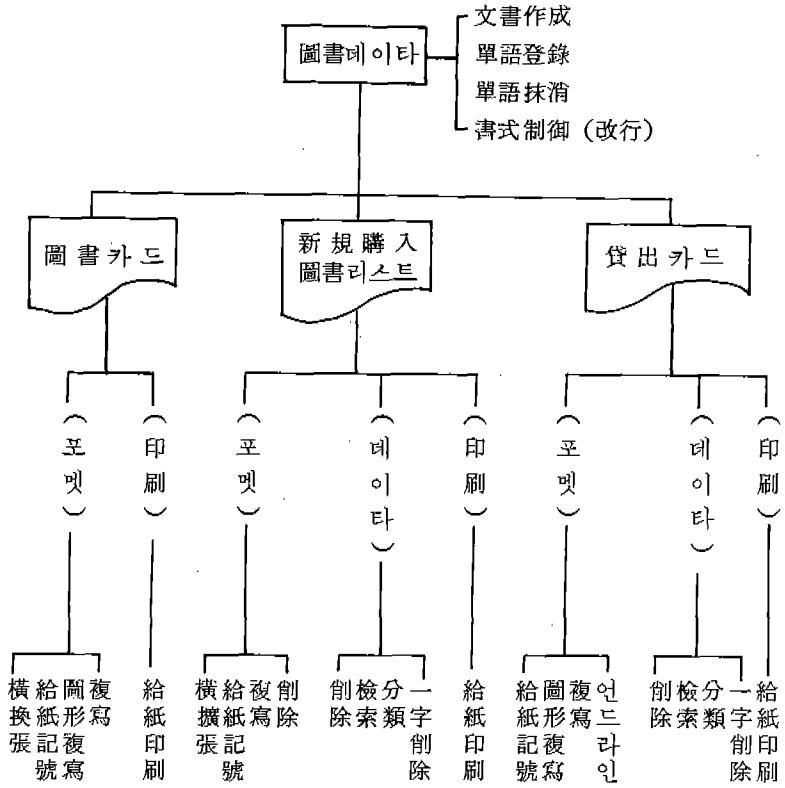 圖書데이타
文書作成
單語登錄
單語抹消
書式制御 (改行)
圖書카드
新規購入
圖書리스트
貸出카드
(포멧)
(印刷)
(포멧)
(데이타)
(印刷)
(포멧)
(데이타)
(印刷)
橫換張
給紙記號
圖形複寫
複寫
給紙印刷
橫擴張
給紙記號
複寫
削除
削除
檢索
分類
一字削除
給紙印刷
給紙記號
圖形複寫
複寫
언드라인
削除
檢索
分類
一字削除
給紙印刷